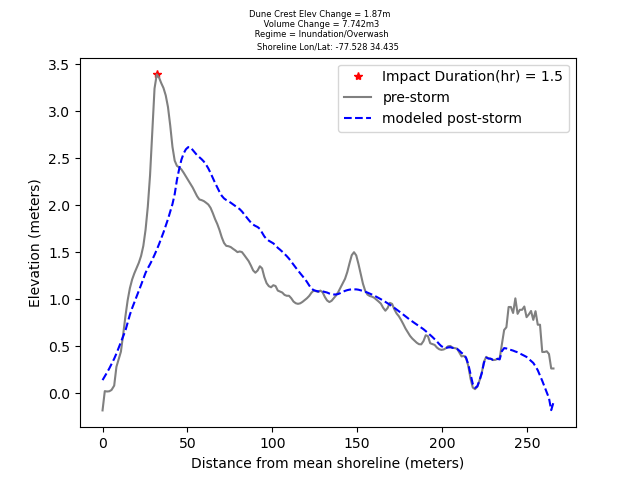 Dune Crest Elev Change = 1.87m
Volume Change = 7.742m3
Regime = Inundation/Overwash
Shoreline Lon/Lat: -77.528 34.435
Impact Duration(hr) = 1.5
pre-storm
modeled post-storm
3.5
3.0
2.5
2.0
1.5
1.0
0.5
0.0
Elevation (meters)
0 50 100 150 200 250
Distance from mean shoreline (meters)